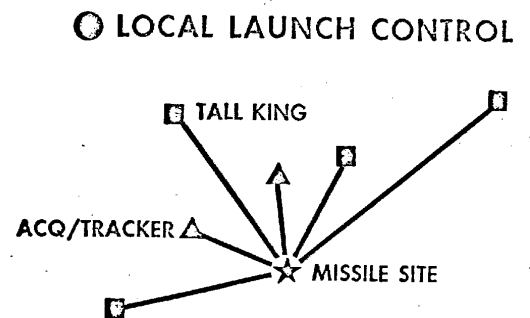 LOCAL LAUNCH CONTROL
TALL KING
ACQ/TRACKER
MISSILE SITE